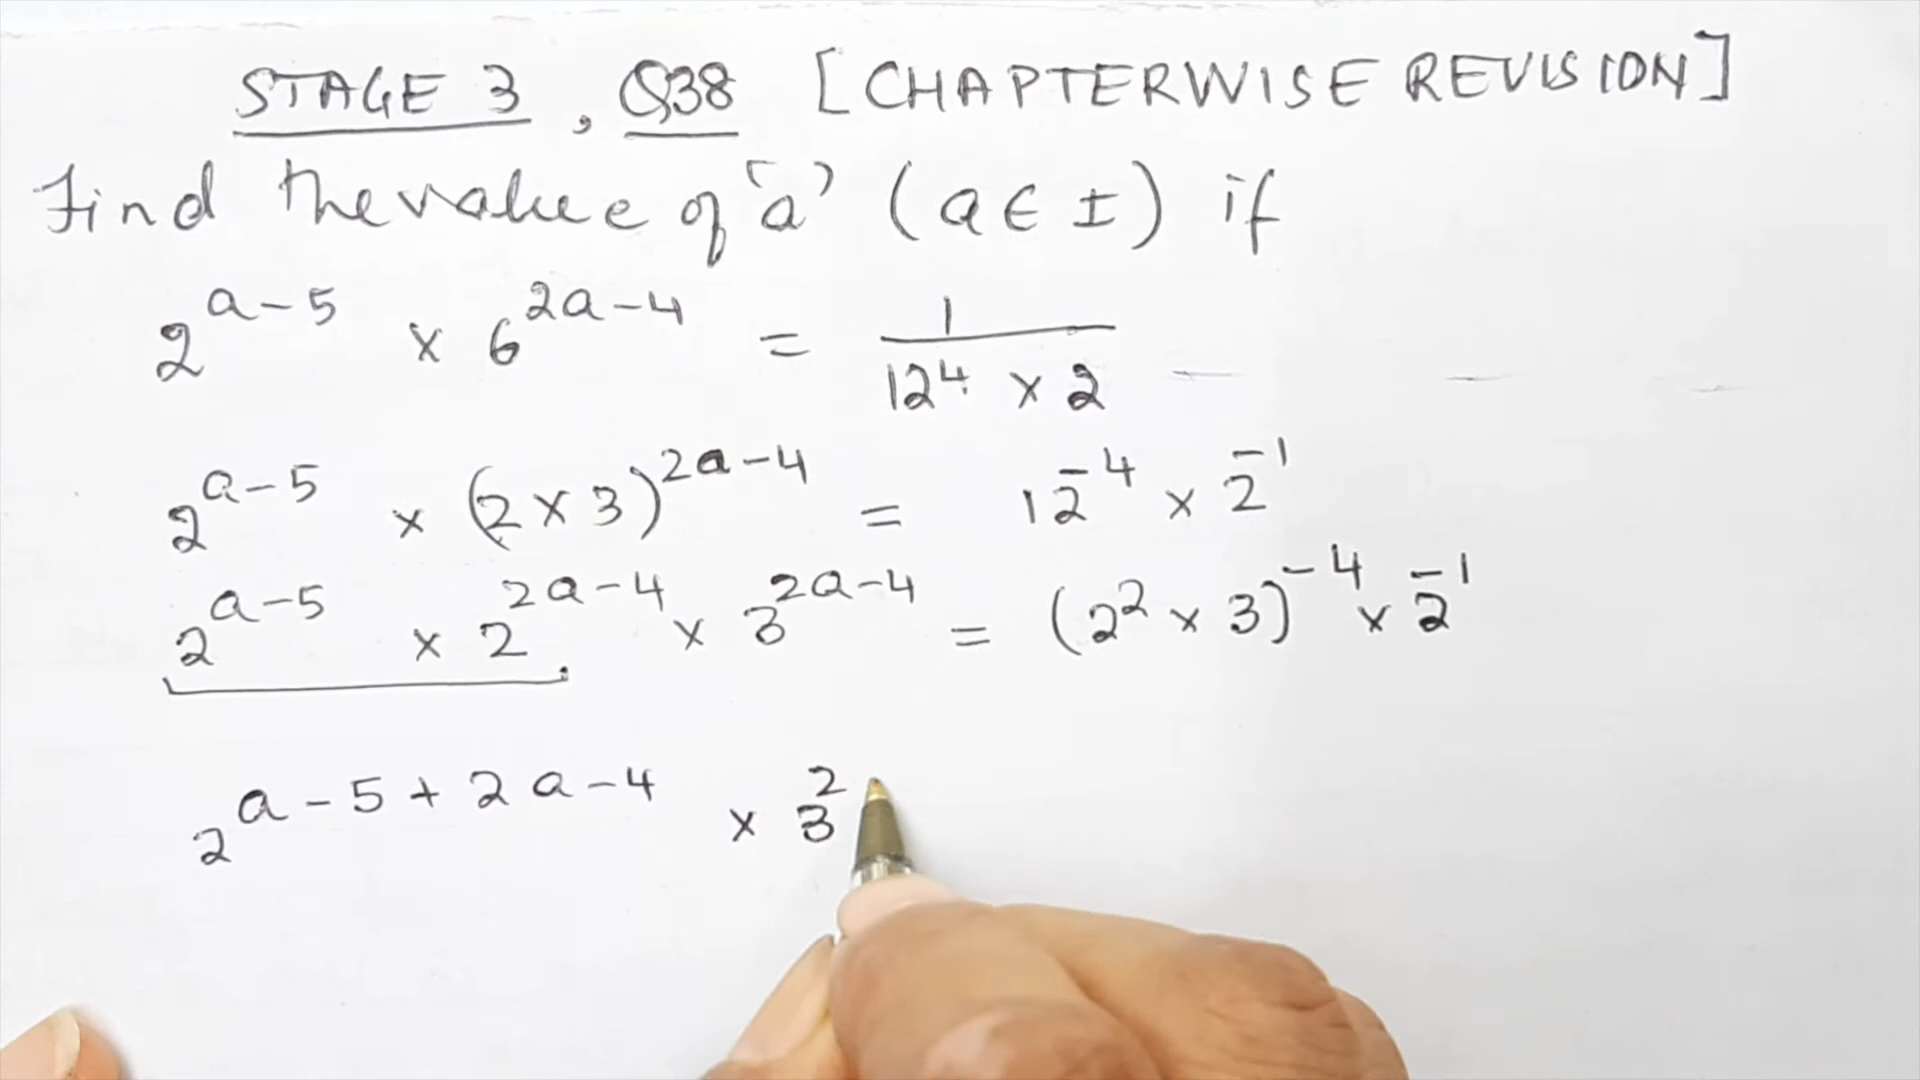 STAGE 3, Q38 [CHAPTERWISE REVISION]
Find the value of 'a' (a ∈ I) if
2^(a-5) × 6^(2a-4) = 1/(12^4 × 2)
2^(a-5) × (2×3)^(2a-4) = 12^-4 × 2^-1
2^(a-5) × 2^(2a-4) × 3^(2a-4) = (2^2 × 3)^-4 × 2^-1
2^(a-5+2a-4) × 3^2